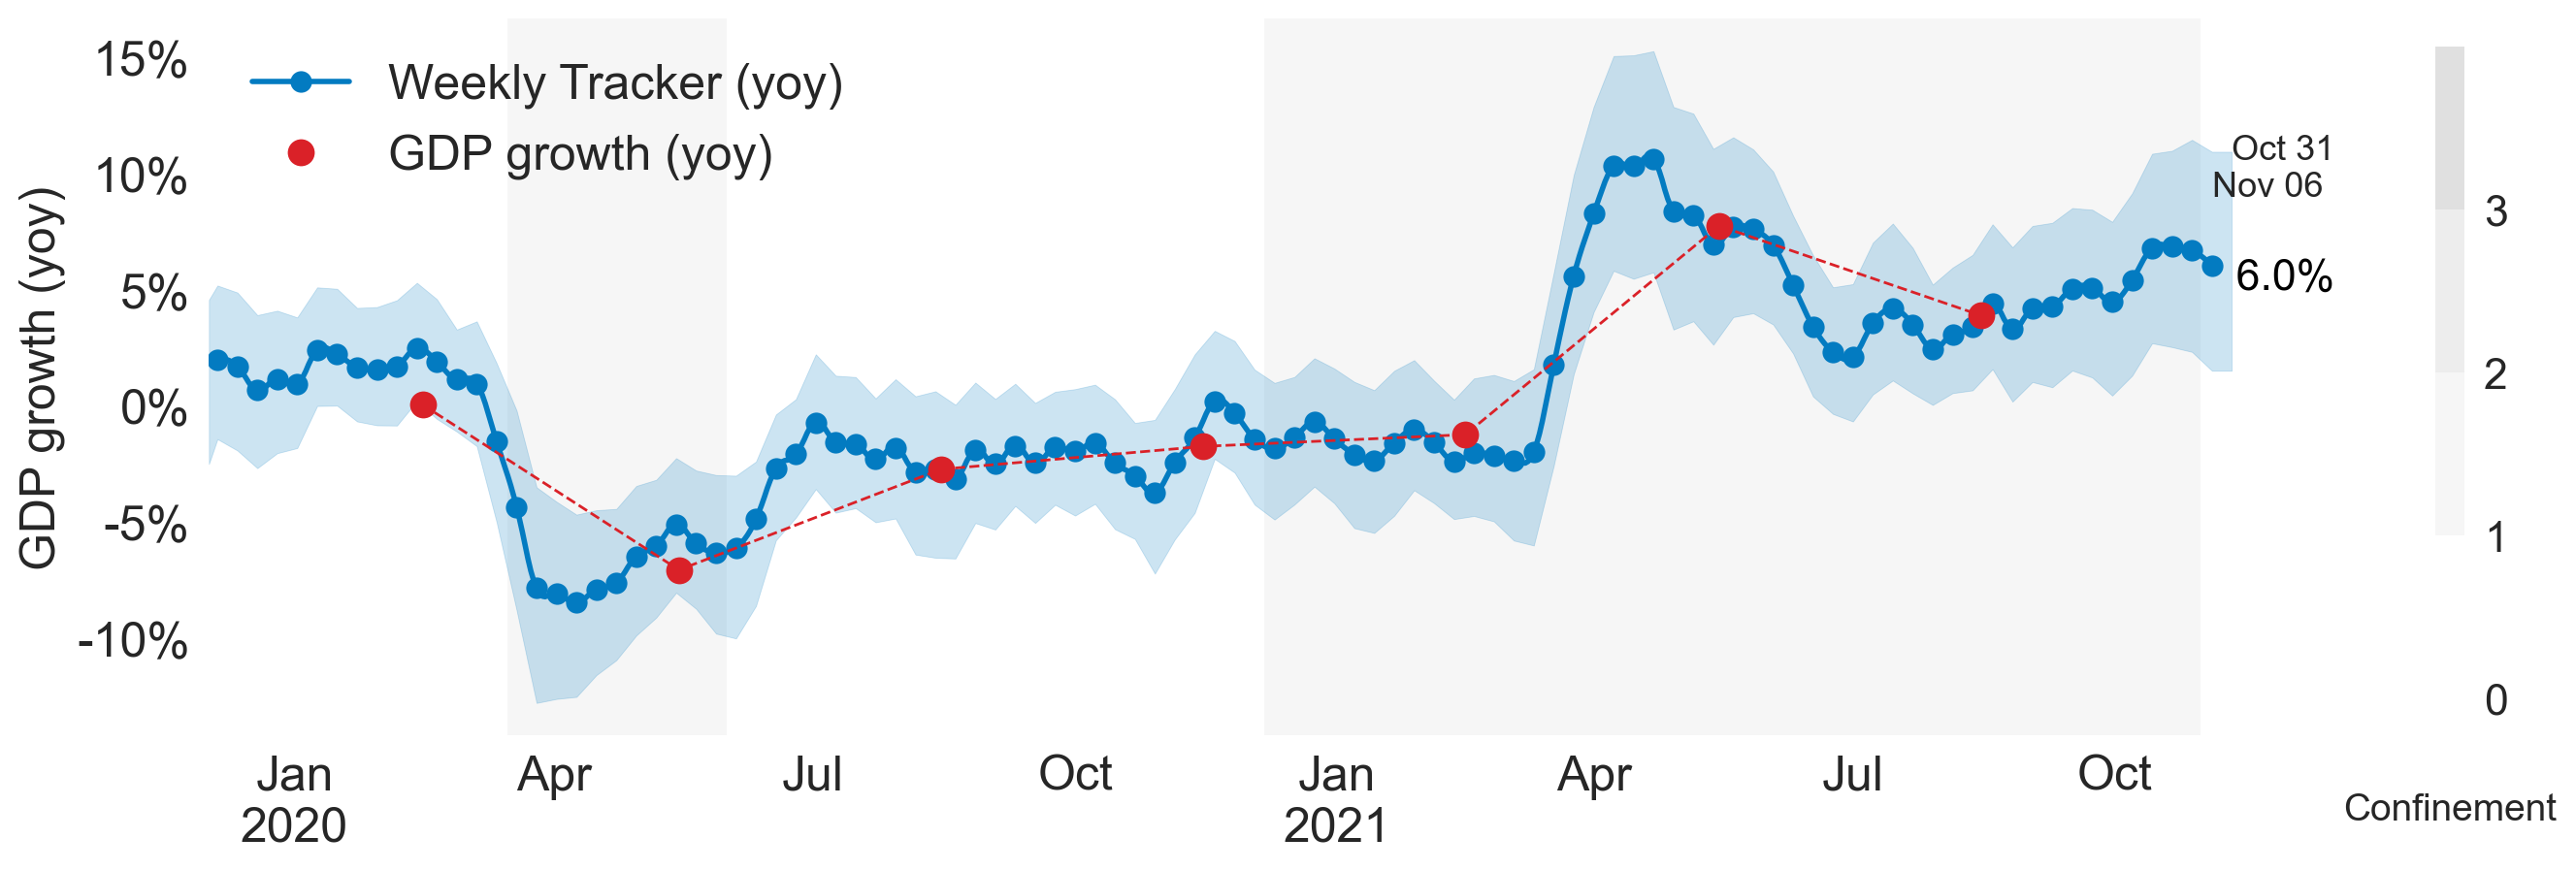 GDP growth (yoy)
15%
10%
5%
0%
-5%
-10%
Weekly Tracker (yoy)
GDP growth (yoy)
Oct 31
Nov 06
6.0%
Jan
2020
Apr
Jul
Oct
Jan
2021
Apr
Jul
Oct
3
2
1
0
Confinement